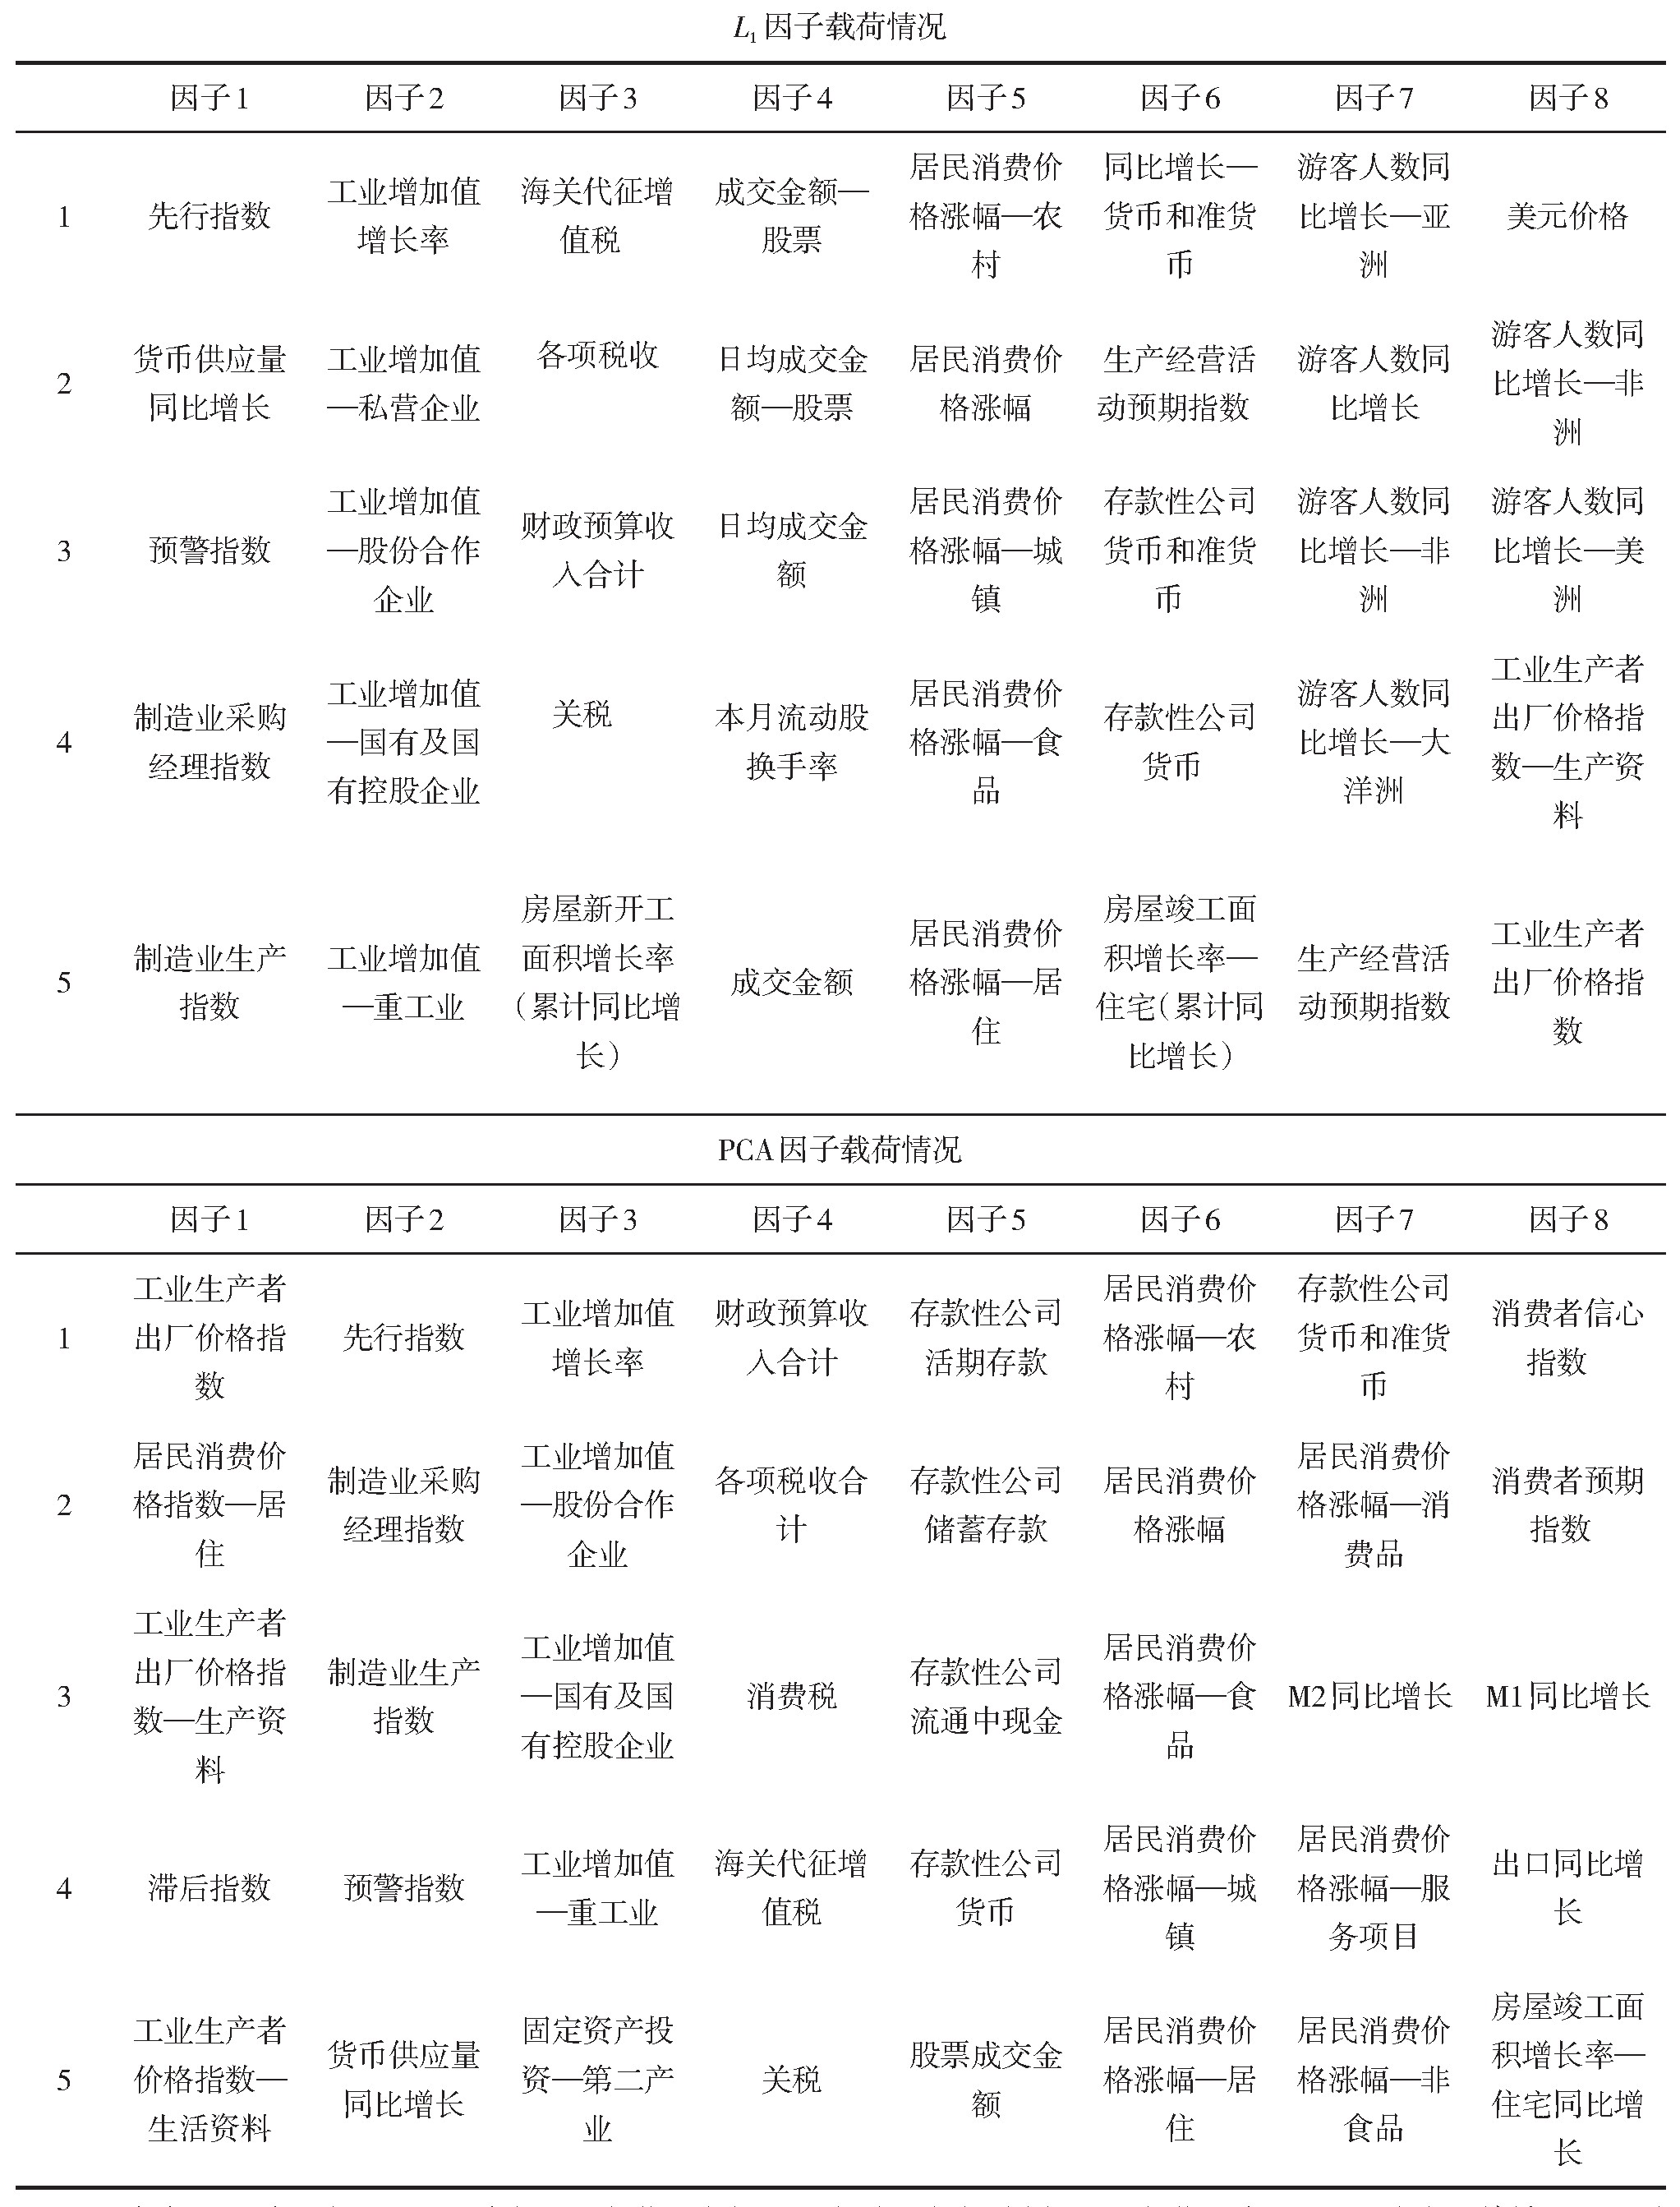 L₁因子载荷情况
因子1
因子2
因子3
因子4
因子5
因子6
因子7
因子8
1
先行指数
工业增加值
增长率
海关代征增
值税
成交金额—
股票
居民消费价
格涨幅—农
村
同比增长—
货币和准货
币
游客人数同
比增长—亚
洲
美元价格
2
货币供应量
同比增长
工业增加值
—私营企业
各项税收
日均成交金
额—股票
居民消费价
格涨幅
生产经营活
动预期指数
游客人数同
比增长
游客人数同
比增长—非
洲
3
预警指数
工业增加值
—股份合作
企业
财政预算收
入合计
日均成交金
额
居民消费价
格涨幅—城
镇
存款性公司
货币和准货
币
游客人数同
比增长—非
洲
游客人数同
比增长—美
洲
4
制造业采购
经理指数
工业增加值
—国有及国
有控股企业
关税
本月流动股
换手率
居民消费价
格涨幅—食
品
存款性公司
货币
游客人数同
比增长—大
洋洲
工业生产者
出厂价格指
数—生产资
料
5
制造业生产
指数
工业增加值
—重工业
房屋新开工
面积增长率
（累计同比增
长）
成交金额
居民消费价
格涨幅—居
住
房屋竣工面
积增长率—
住宅（累计同
比增长）
生产经营活
动预期指数
工业生产者
出厂价格指
数
PCA因子载荷情况
因子1
因子2
因子3
因子4
因子5
因子6
因子7
因子8
1
工业生产者
出厂价格指
数
先行指数
工业增加值
增长率
财政预算收
入合计
存款性公司
活期存款
居民消费价
格涨幅—农
村
存款性公司
货币和准货
币
消费者信心
指数
2
居民消费价
格指数—居
住
制造业采购
经理指数
工业增加值
—股份合作
企业
各项税收合
计
存款性公司
储蓄存款
居民消费价
格涨幅
居民消费价
格涨幅—消
费品
消费者预期
指数
3
工业生产者
出厂价格指
数—生产资
料
制造业生产
指数
工业增加值
—国有及国
有控股企业
消费税
存款性公司
流通中现金
居民消费价
格涨幅—食
品
M2同比增长
M1同比增长
4
滞后指数
预警指数
工业增加值
—重工业
海关代征增
值税
存款性公司
货币
居民消费价
格涨幅—城
镇
居民消费价
格涨幅—服
务项目
出口同比增
长
5
工业生产者
价格指数—
生活资料
货币供应量
同比增长
固定资产投
资—第二产
业
关税
股票成交金
额
居民消费价
格涨幅—居
住
居民消费价
格涨幅—非
食品
房屋竣工面
积增长率—
住宅同比增
长